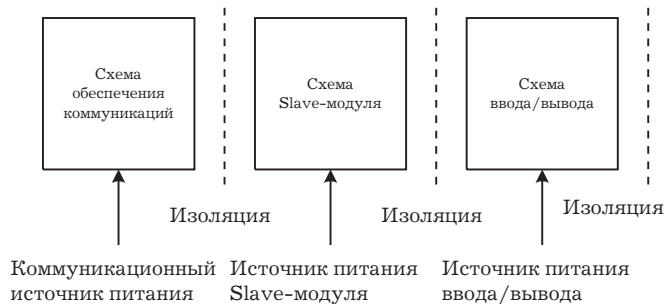 Схема
обеспечения
коммуникаций
Схема
Slave-модуля
Схема
ввода/вывода
Изоляция
Изоляция
Изоляция
Коммуникационный
источник питания
Источник питания
Slave-модуля
Источник питания
ввода/вывода